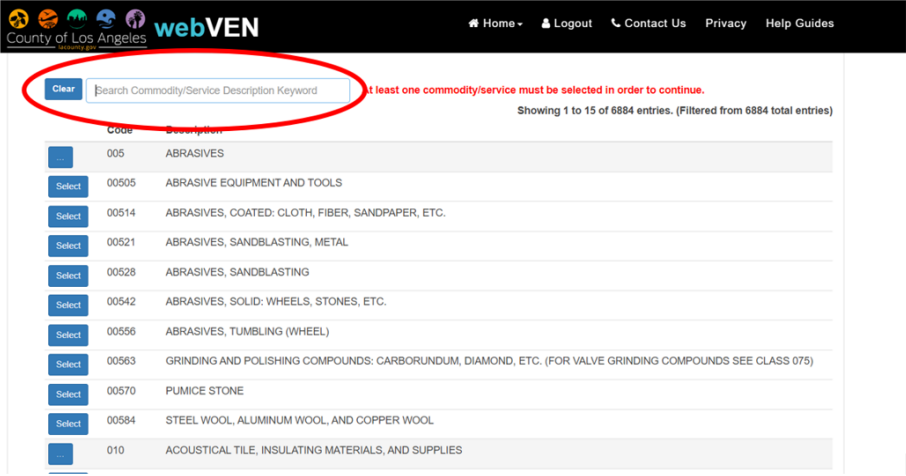 County of Los Angeles
lacounty.gov
webVEN
Home
Logout
Contact Us
Privacy
Help Guides
Clear
Search Commodity/Service Description Keyword
At least one commodity/service must be selected in order to continue.
Showing 1 to 15 of 6884 entries. (Filtered from 6884 total entries)
Code Description
... 005 ABRASIVES
Select 00505 ABRASIVE EQUIPMENT AND TOOLS
Select 00514 ABRASIVES, COATED: CLOTH, FIBER, SANDPAPER, ETC.
Select 00521 ABRASIVES, SANDBLASTING, METAL
Select 00528 ABRASIVES, SANDBLASTING
Select 00542 ABRASIVES, SOLID: WHEELS, STONES, ETC.
Select 00556 ABRASIVES, TUMBLING (WHEEL)
Select 00563 GRINDING AND POLISHING COMPOUNDS: CARBORUNDUM, DIAMOND, ETC. (FOR VALVE GRINDING COMPOUNDS SEE CLASS 075)
Select 00570 PUMICE STONE
Select 00584 STEEL WOOL, ALUMINUM WOOL, AND COPPER WOOL
... 010 ACOUSTICAL TILE, INSULATING MATERIALS, AND SUPPLIES